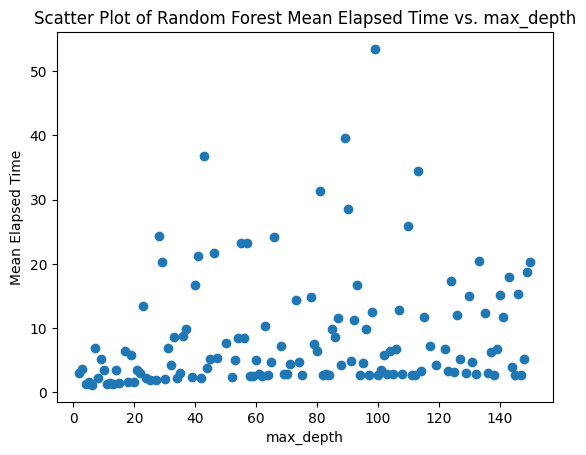 Scatter Plot of Random Forest Mean Elapsed Time vs. max_depth
50
40
30
20
10
0
Mean Elapsed Time
0 20 40 60 80 100 120 140
max_depth